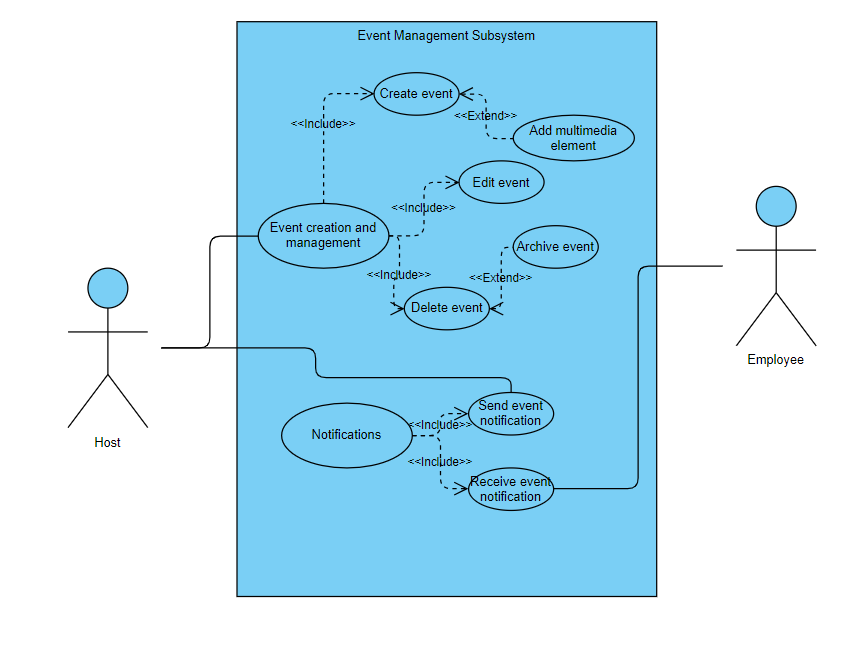 Event Management Subsystem
Create event
<<Include>>
<<Extend>>
Add multimedia
element
Edit event
<<Include>>
Event creation and
management
Archive event
<<Include>>
<<Extend>>
Delete event
Employee
Send event
notification
<<Include>>
Notifications
Host
<<Include>>
Receive event
notification